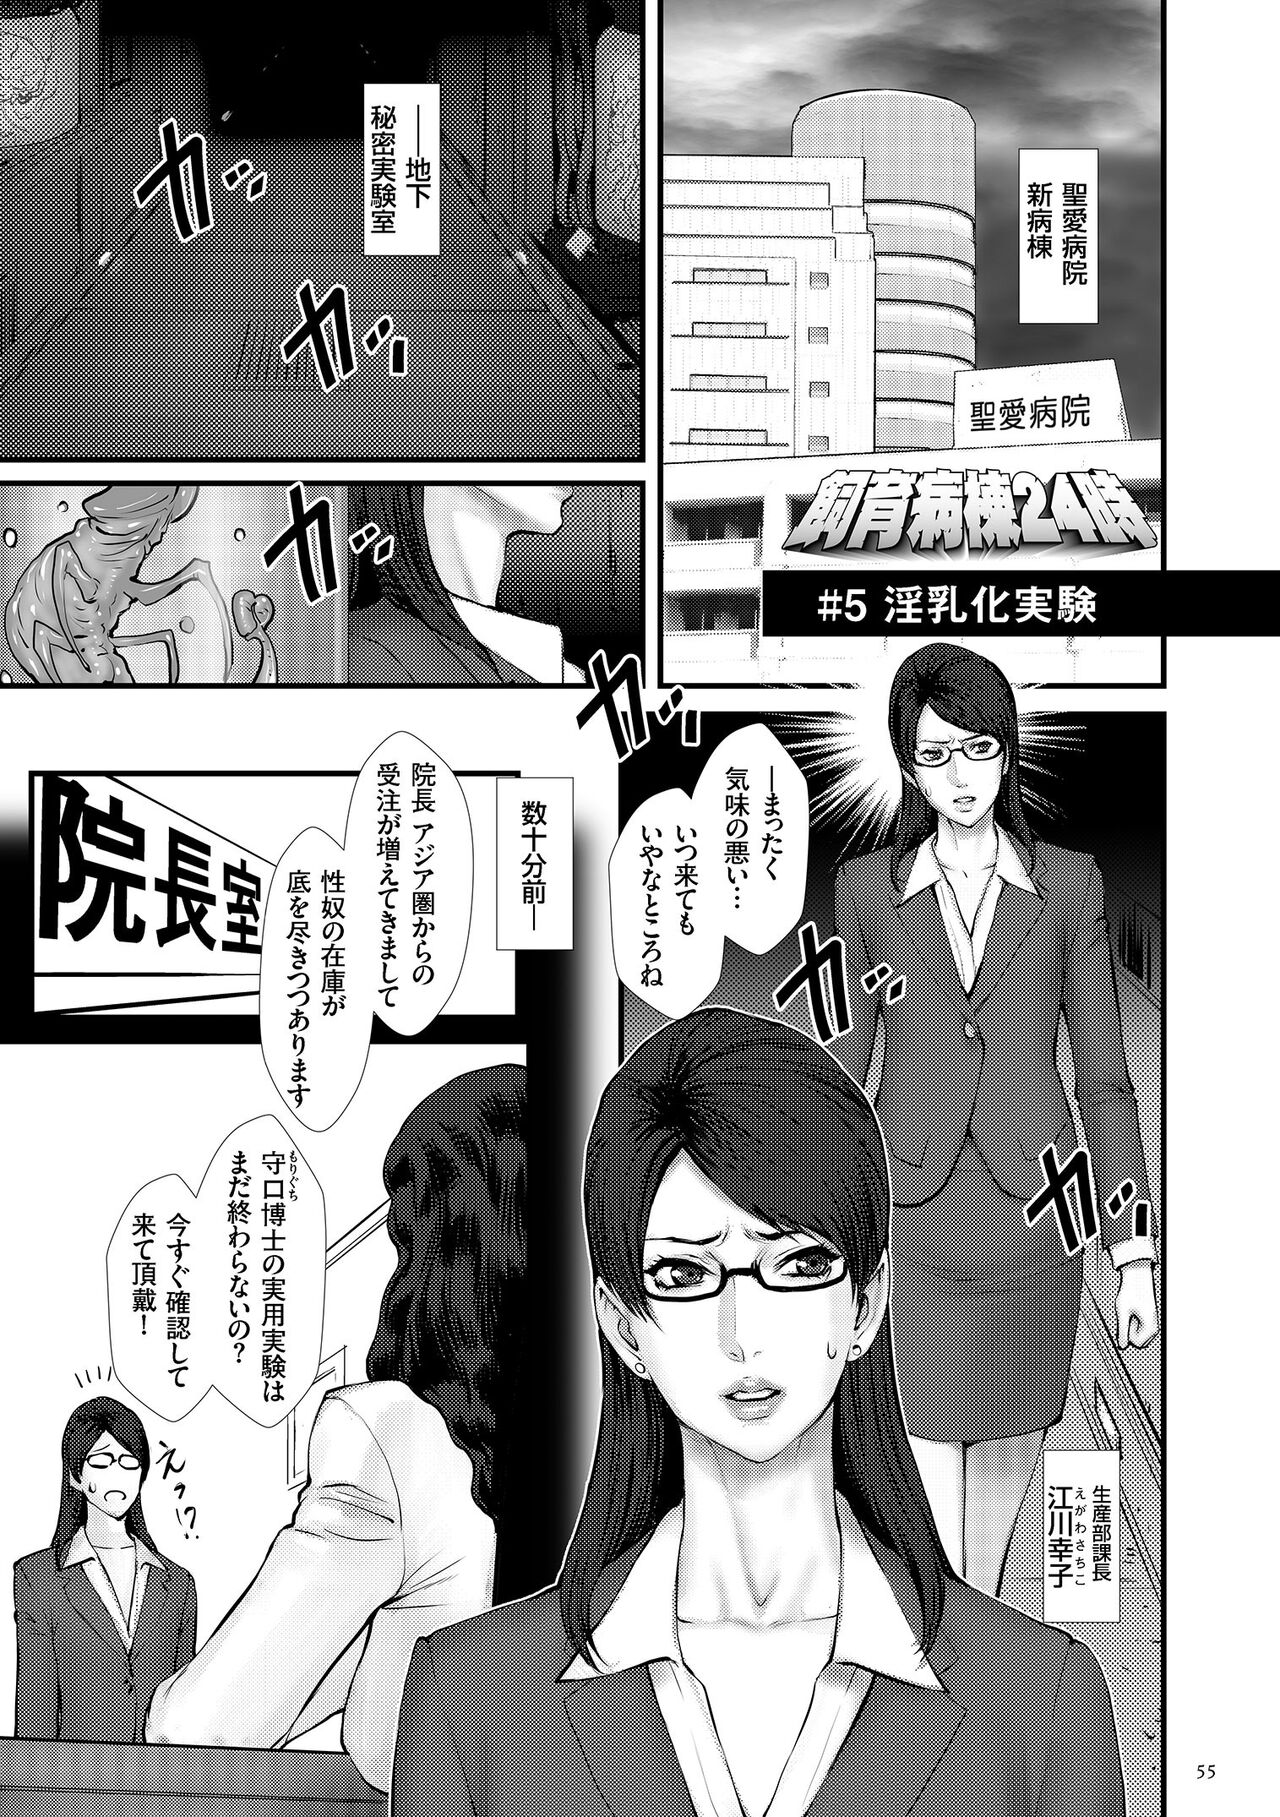 聖愛病院
新病棟
聖愛病院
飼育病棟24時
#5 淫乳化実験
──地下
秘密実験室
カッ
カッ
カッ
カッ
カッ
──まったく
気味の悪い…
いつ来ても
いやなところね
生産部課長
江川幸子
えがわさちこ
数十分前─
院長室
院長 アジア圏からの
受注が増えてきまして
性奴の在庫が
底を尽きつつあります
守口博士の実用実験は
もりぐち
まだ終わらないの?
今すぐ確認して
来て頂戴!
えっ!?
55